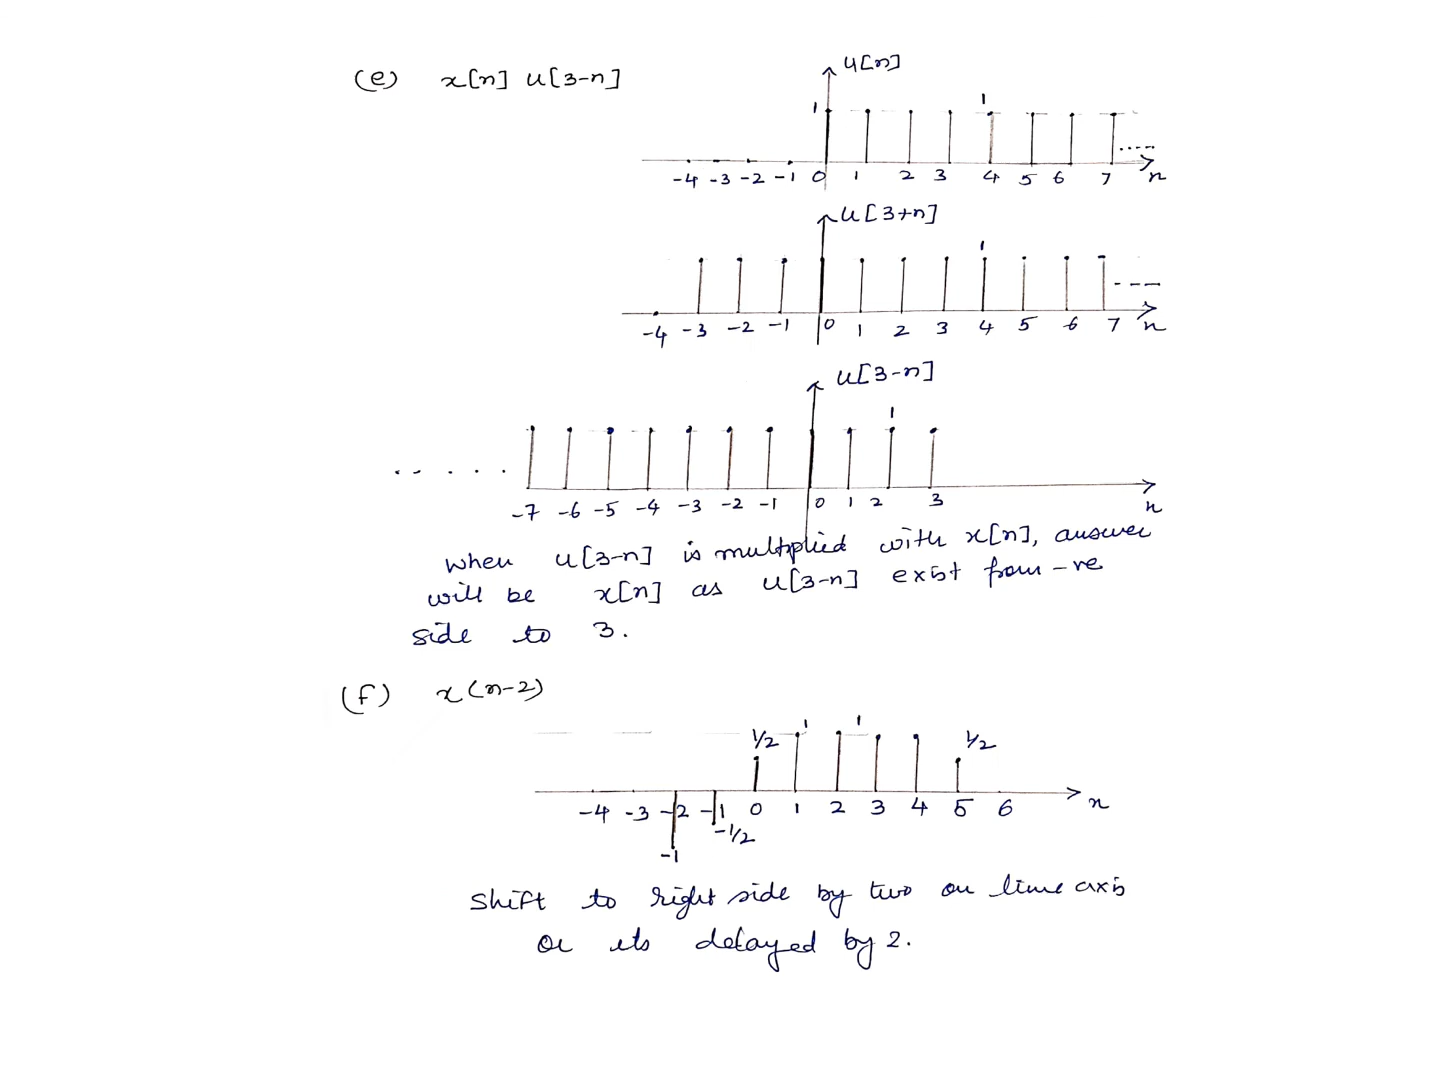 (e) x[n] u[3-n]
u[n]
1 1
-4 -3 -2 -1 0 1 2 3 4 5 6 7 n
u[3+n]
1
-4 -3 -2 -1 0 1 2 3 4 5 6 7 n
u[3-n]
1
-7 -6 -5 -4 -3 -2 -1 0 1 2 3 n
when u[3-n] is multiplied with x[n], answer
will be x[n] as u[3-n] exist from -ve
side to 3.
(f) x(n-2)
1/2 1 1 1/2
-4 -3 -2 -1 0 1 2 3 4 5 6 n
-1/2
-1
Shift to right side by two on time axis
or its delayed by 2.